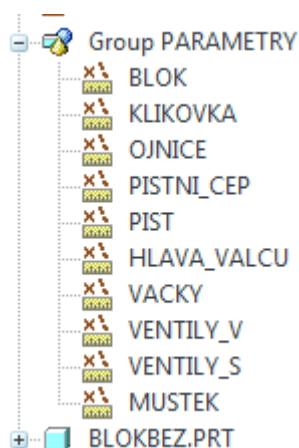 Group PARAMETRY
BLOK
KLIKOVKA
OJNICE
PISTNI_CEP
PIST
HLAVA_VALCU
VACKY
VENTILY_V
VENTILY_S
MUSTEK
BLOKBEZ.PRT